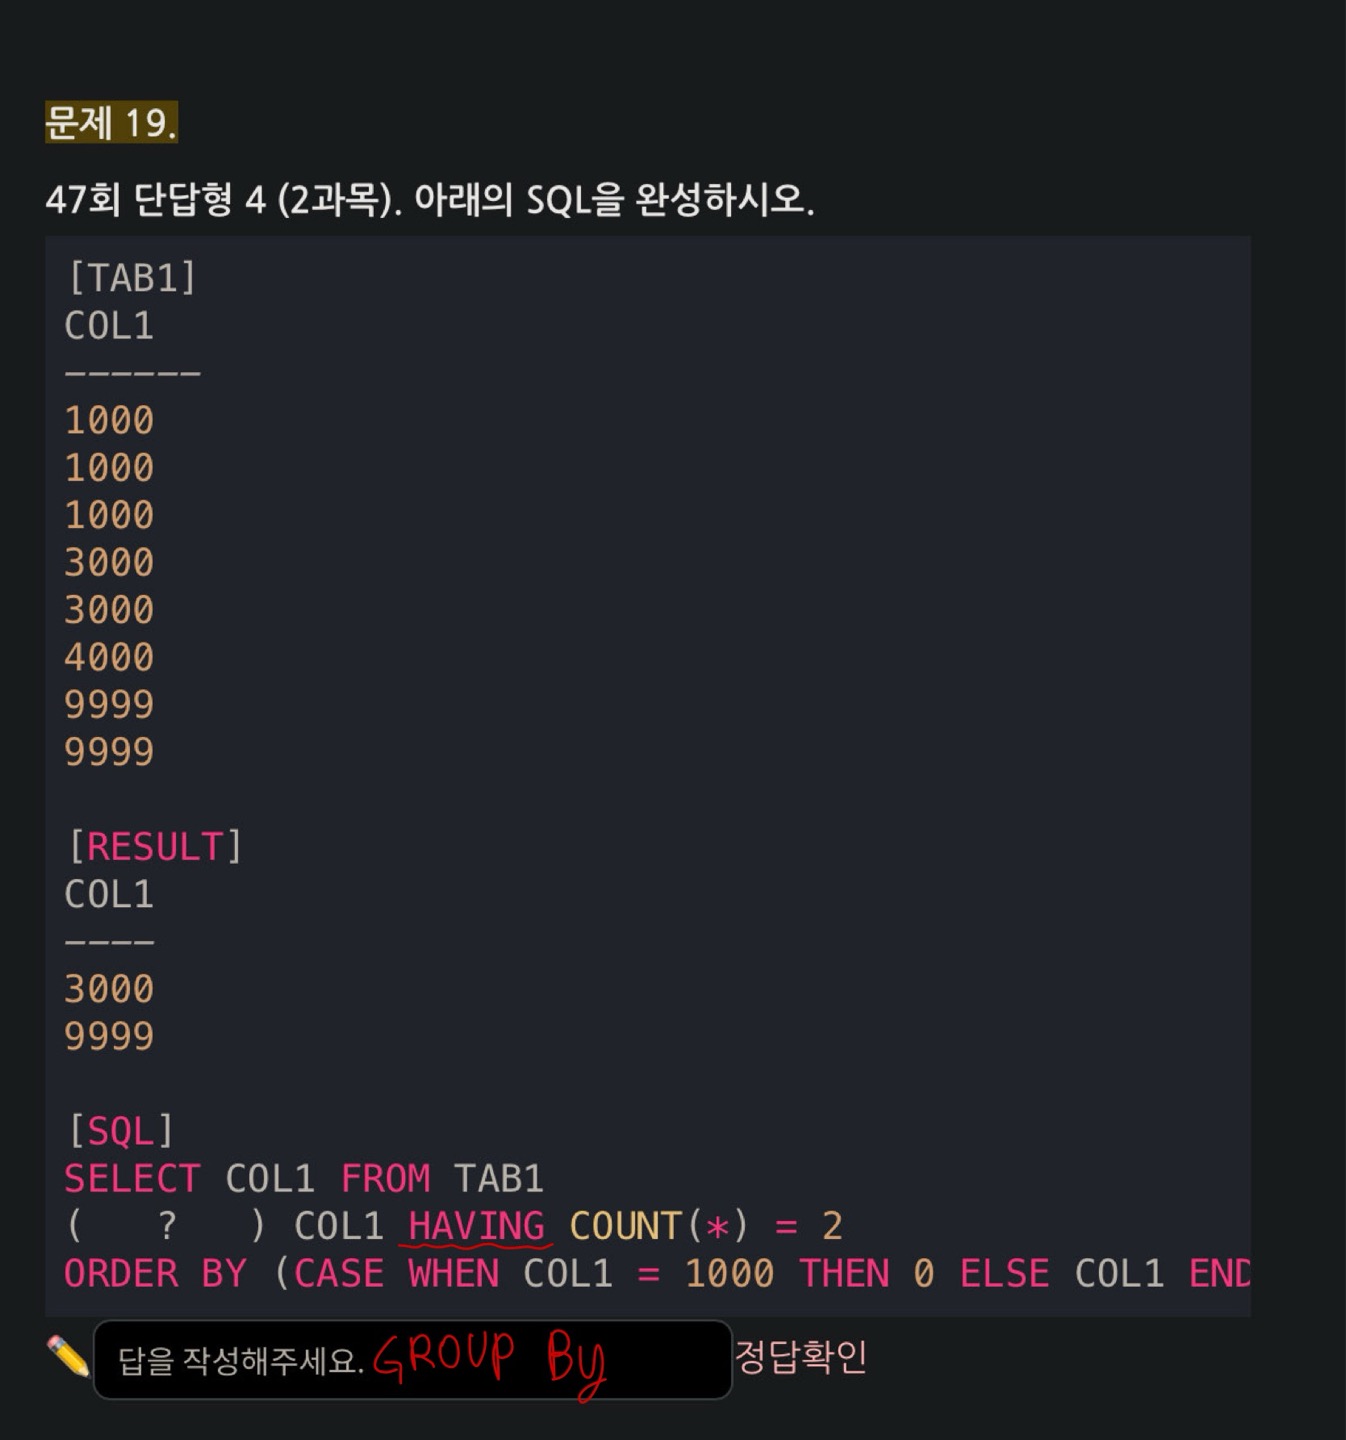 문제 19.
47회 단답형 4 (2과목). 아래의 SQL을 완성하시오.
[TAB1]
COL1
------
1000
1000
1000
3000
3000
4000
9999
9999
[RESULT]
COL1
----
3000
9999
[SQL]
SELECT COL1 FROM TAB1
(   ?   ) COL1 HAVING COUNT(*) = 2
ORDER BY (CASE WHEN COL1 = 1000 THEN 0 ELSE COL1 END
답을 작성해주세요. GROUP By 정답확인